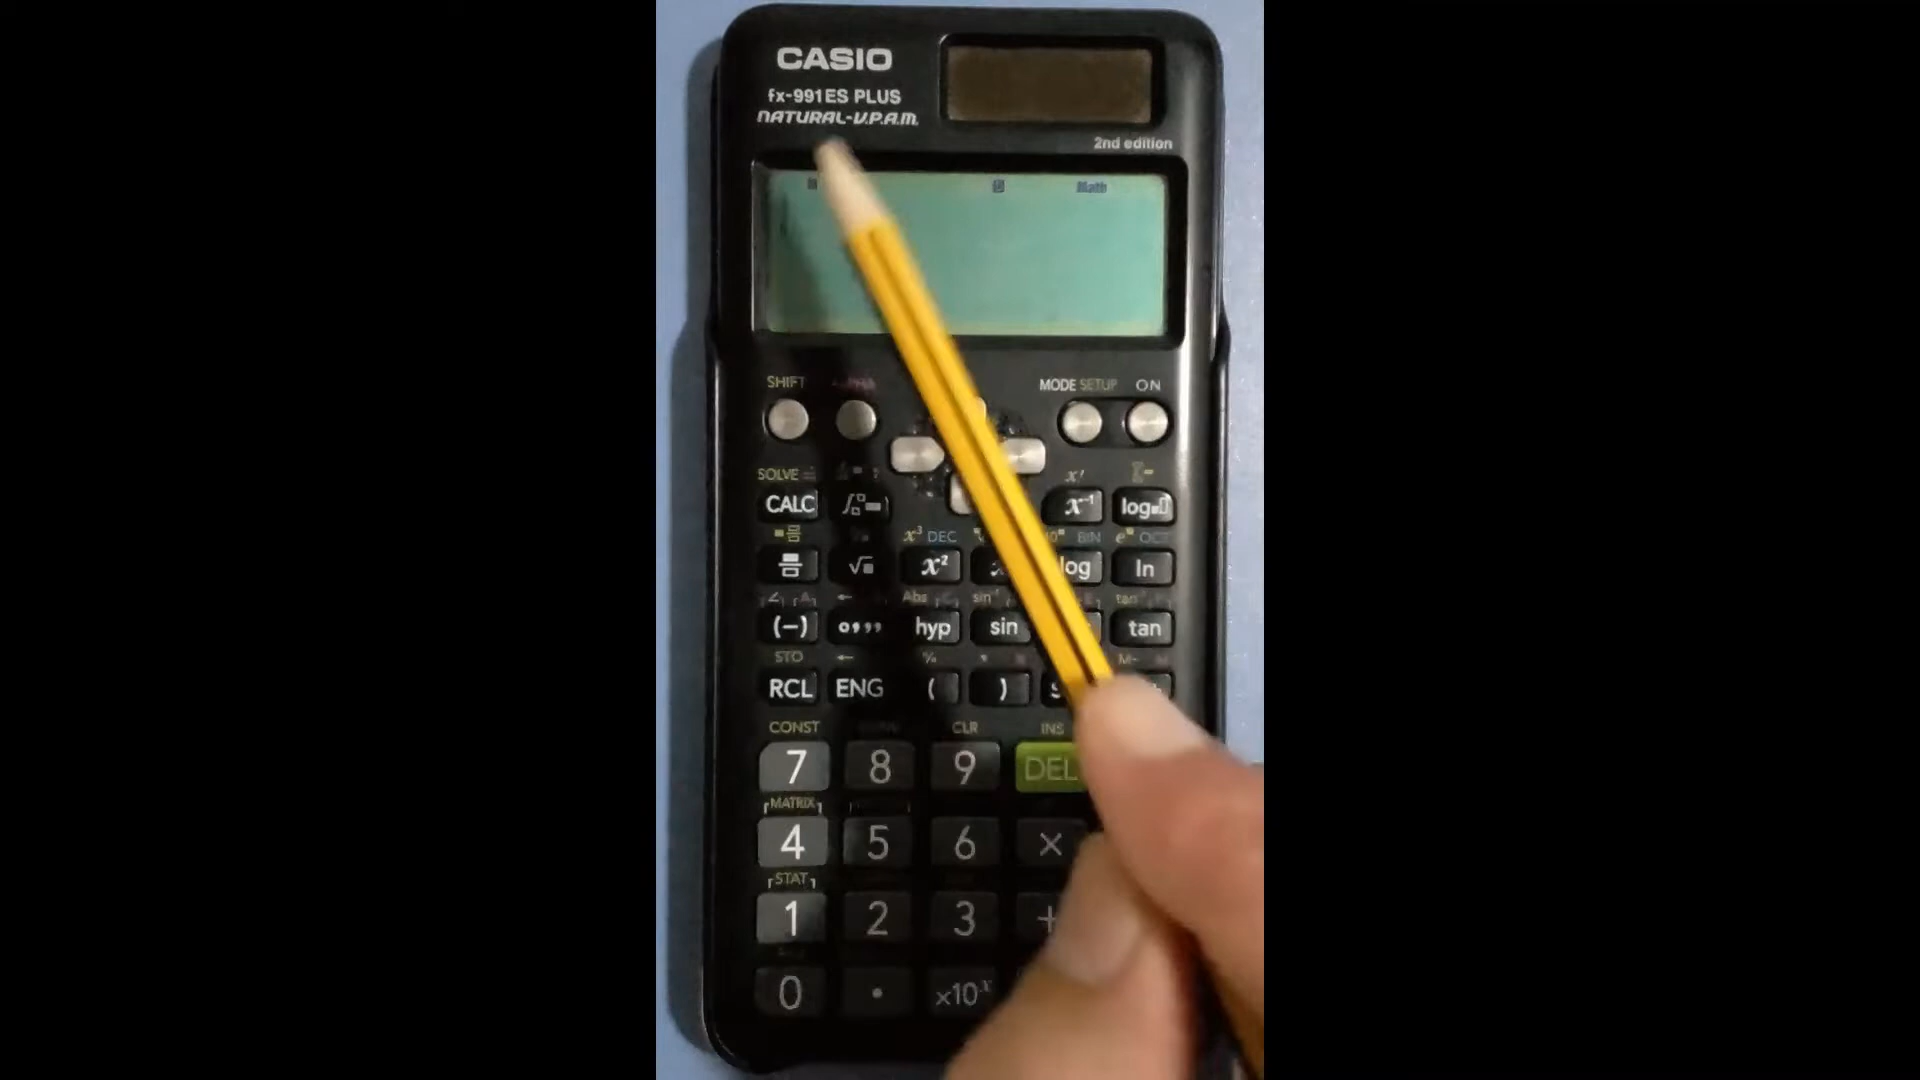 CASIO
fx-991ES PLUS
NATURAL-V.P.A.M.
2nd edition
Math
SHIFT
MODE SETUP ON
SOLVE =
x!
CALC
x⁻¹
x³ DEC
BIN
√
x²
log
ln
Abs
sin⁻¹
(−)
hyp
sin
tan
STO ←
%
M−
RCL
ENG
(
)
CONST
CLR
INS
7
8
9
DEL
MATRIX
4
5
6
×
STAT
1
2
3
+
0
.
×10ˣ